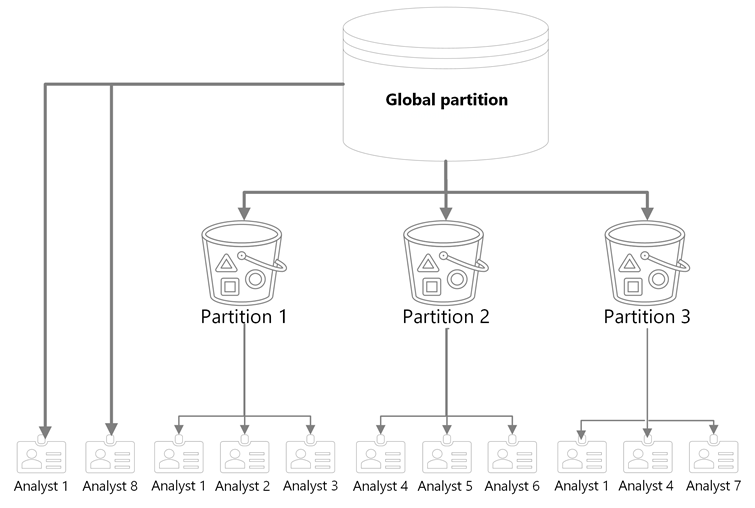 Global partition
Partition 1
Partition 2
Partition 3
Analyst 1
Analyst 8
Analyst 1
Analyst 2
Analyst 3
Analyst 4
Analyst 5
Analyst 6
Analyst 1
Analyst 4
Analyst 7